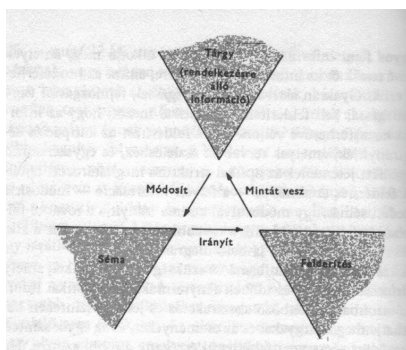 Tárgy
(rendelkezésre
álló
információ)
Módosít
Mintát vesz
Irányít
Séma
Felderítés